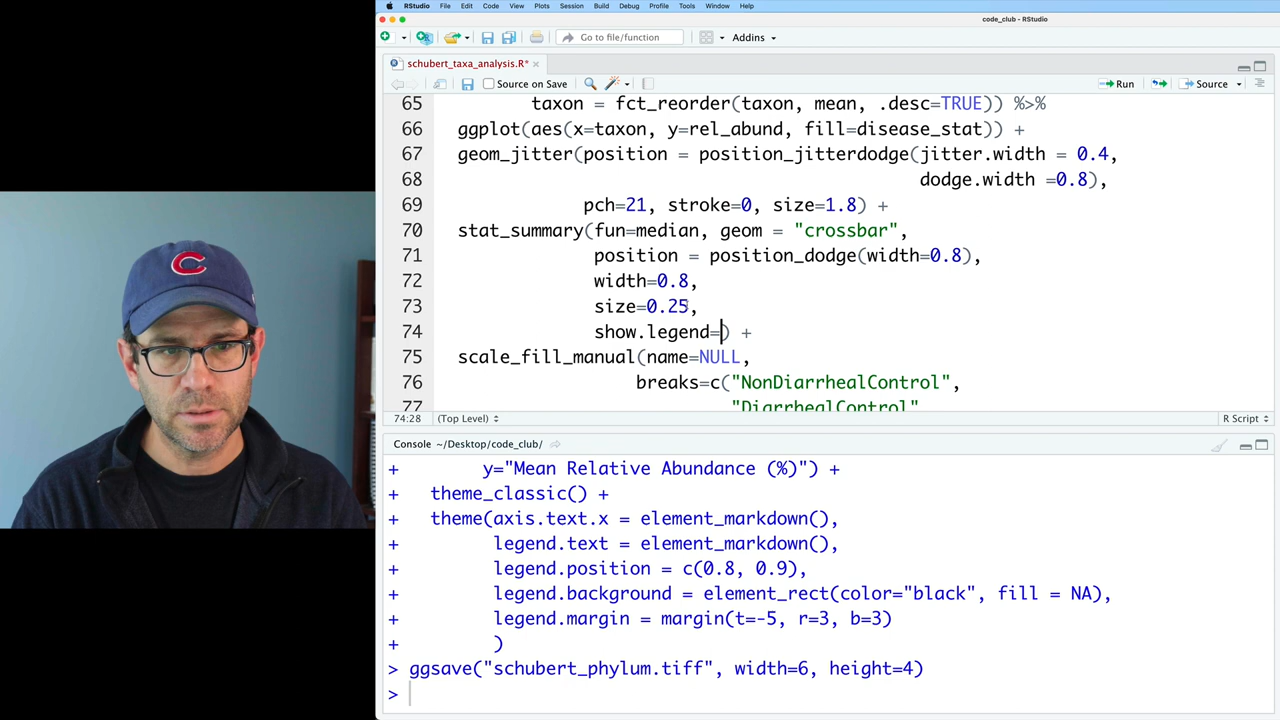 RStudio File Edit Code View Plots Session Build Debug Profile Tools Window Help
code_club - RStudio
Go to file/function Addins
schubert_taxa_analysis.R*
Source on Save Run Source
65 taxon = fct_reorder(taxon, mean, .desc=TRUE)) %>%
66 ggplot(aes(x=taxon, y=rel_abund, fill=disease_stat)) +
67 geom_jitter(position = position_jitterdodge(jitter.width = 0.4,
68 dodge.width =0.8),
69 pch=21, stroke=0, size=1.8) +
70 stat_summary(fun=median, geom = "crossbar",
71 position = position_dodge(width=0.8),
72 width=0.8,
73 size=0.25,
74 show.legend=) +
75 scale_fill_manual(name=NULL,
76 breaks=c("NonDiarrhealControl",
77 "DiarrhealControl"
74:28 (Top Level) R Script
Console ~/Desktop/code_club/
+ y="Mean Relative Abundance (%)") +
+ theme_classic() +
+ theme(axis.text.x = element_markdown(),
+ legend.text = element_markdown(),
+ legend.position = c(0.8, 0.9),
+ legend.background = element_rect(color="black", fill = NA),
+ legend.margin = margin(t=-5, r=3, b=3)
+ )
> ggsave("schubert_phylum.tiff", width=6, height=4)
>